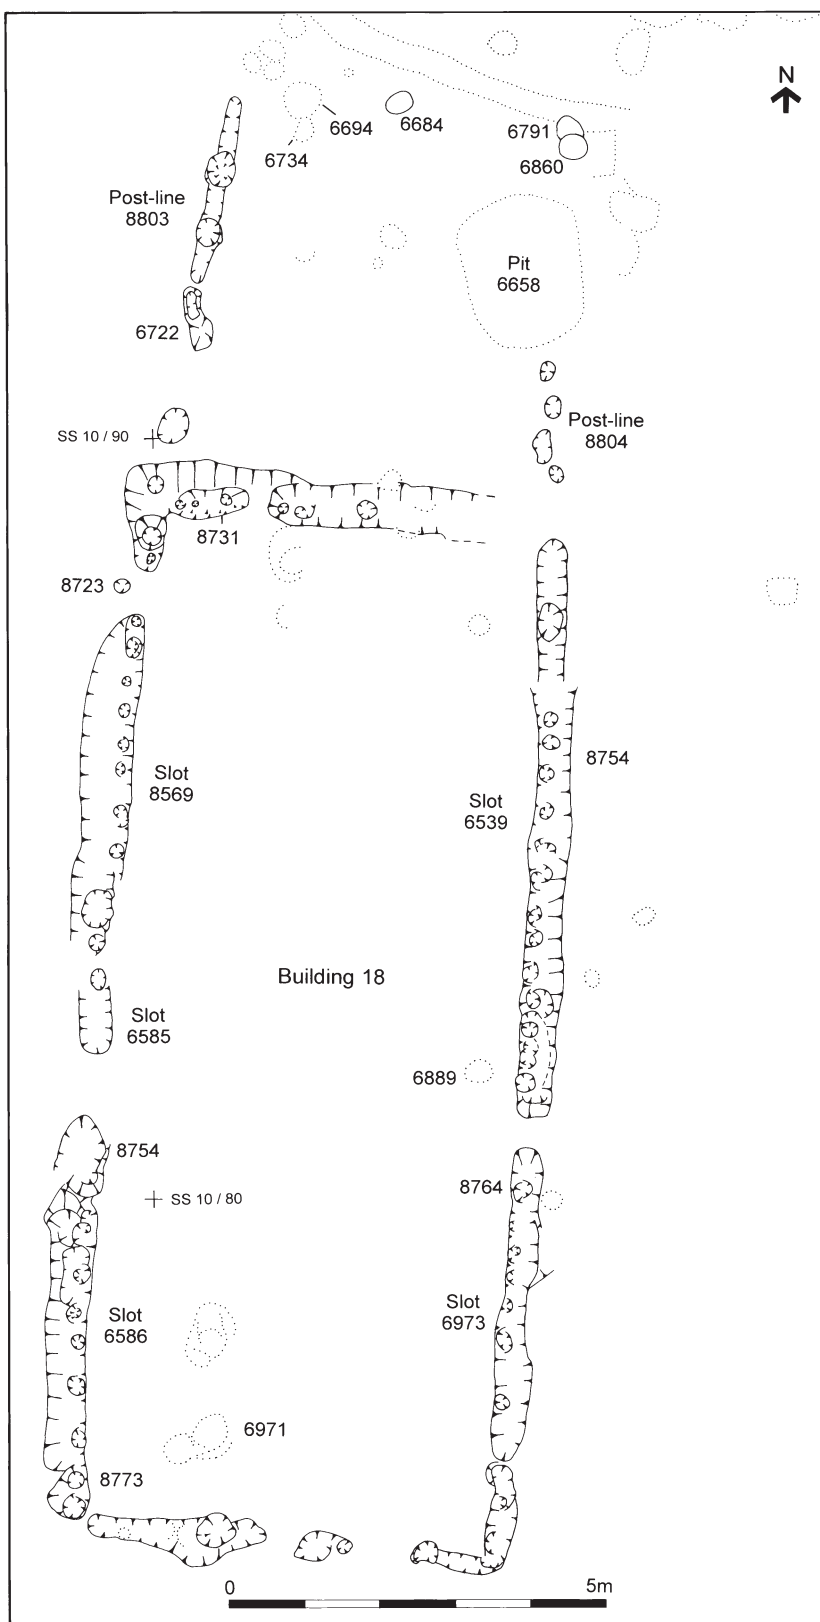 N
6694
6684
6791
6734
6860
Post-line
8803
Pit
6658
6722
Post-line
8804
SS 10 / 90
8731
8723
8754
Slot
8569
Slot
6539
Building 18
Slot
6585
6889
8754
8764
SS 10 / 80
Slot
6586
Slot
6973
6971
8773
0
5m